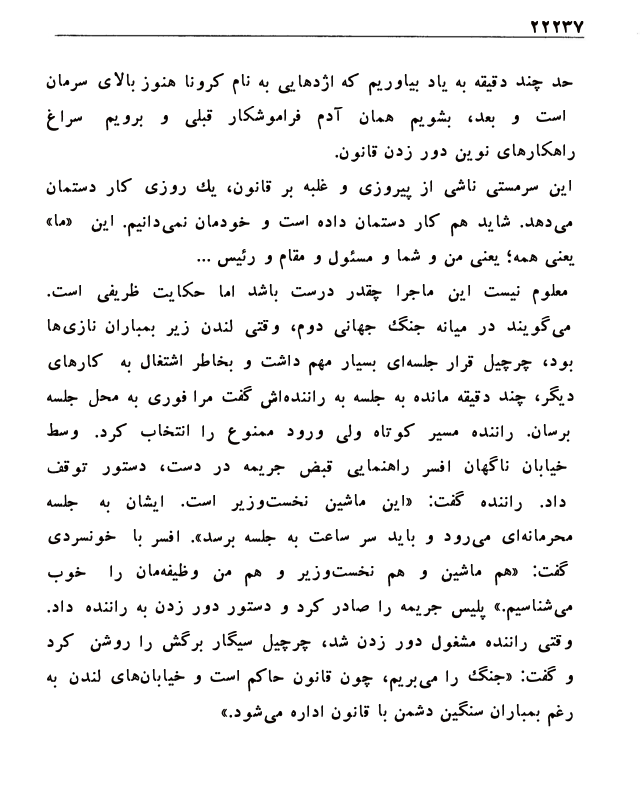 ۲۲۲۳۷
حد چند دقیقه به یاد بیاوریم که اژدهایی به نام کرونا هنوز بالای سرمان
است و بعد، بشویم همان آدم فراموشکار قبلی و برویم سراغ
راهکارهای نوین دور زدن قانون.
این سرمستی ناشی از پیروزی و غلبه بر قانون، یك روزی کار دستمان
می‌دهد. شاید هم کار دستمان داده است و خودمان نمی‌دانیم. این «ما»
یعنی همه؛ یعنی من و شما و مسئول و مقام و رئیس ...
معلوم نیست این ماجرا چقدر درست باشد اما حکایت ظریفی است.
می‌گویند در میانه جنگ جهانی دوم، وقتی لندن زیر بمباران نازی‌ها
بود، چرچیل قرار جلسه‌ای بسیار مهم داشت و بخاطر اشتغال به کارهای
دیگر، چند دقیقه مانده به جلسه به راننده‌اش گفت مرا فوری به محل جلسه
برسان. راننده مسیر کوتاه ولی ورود ممنوع را انتخاب کرد. وسط
خیابان ناگهان افسر راهنمایی قبض جریمه در دست، دستور توقف
داد. راننده گفت: «این ماشین نخست‌وزیر است. ایشان به جلسه
محرمانه‌ای می‌رود و باید سر ساعت به جلسه برسد». افسر با خونسردی
گفت: «هم ماشین و هم نخست‌وزیر و هم من وظیفه‌مان را خوب
می‌شناسیم.» پلیس جریمه را صادر کرد و دستور دور زدن به راننده داد.
وقتی راننده مشغول دور زدن شد، چرچیل سیگار برگش را روشن کرد
و گفت: «جنگ را می‌بریم، چون قانون حاکم است و خیابان‌های لندن به
رغم بمباران سنگین دشمن با قانون اداره می‌شود.»